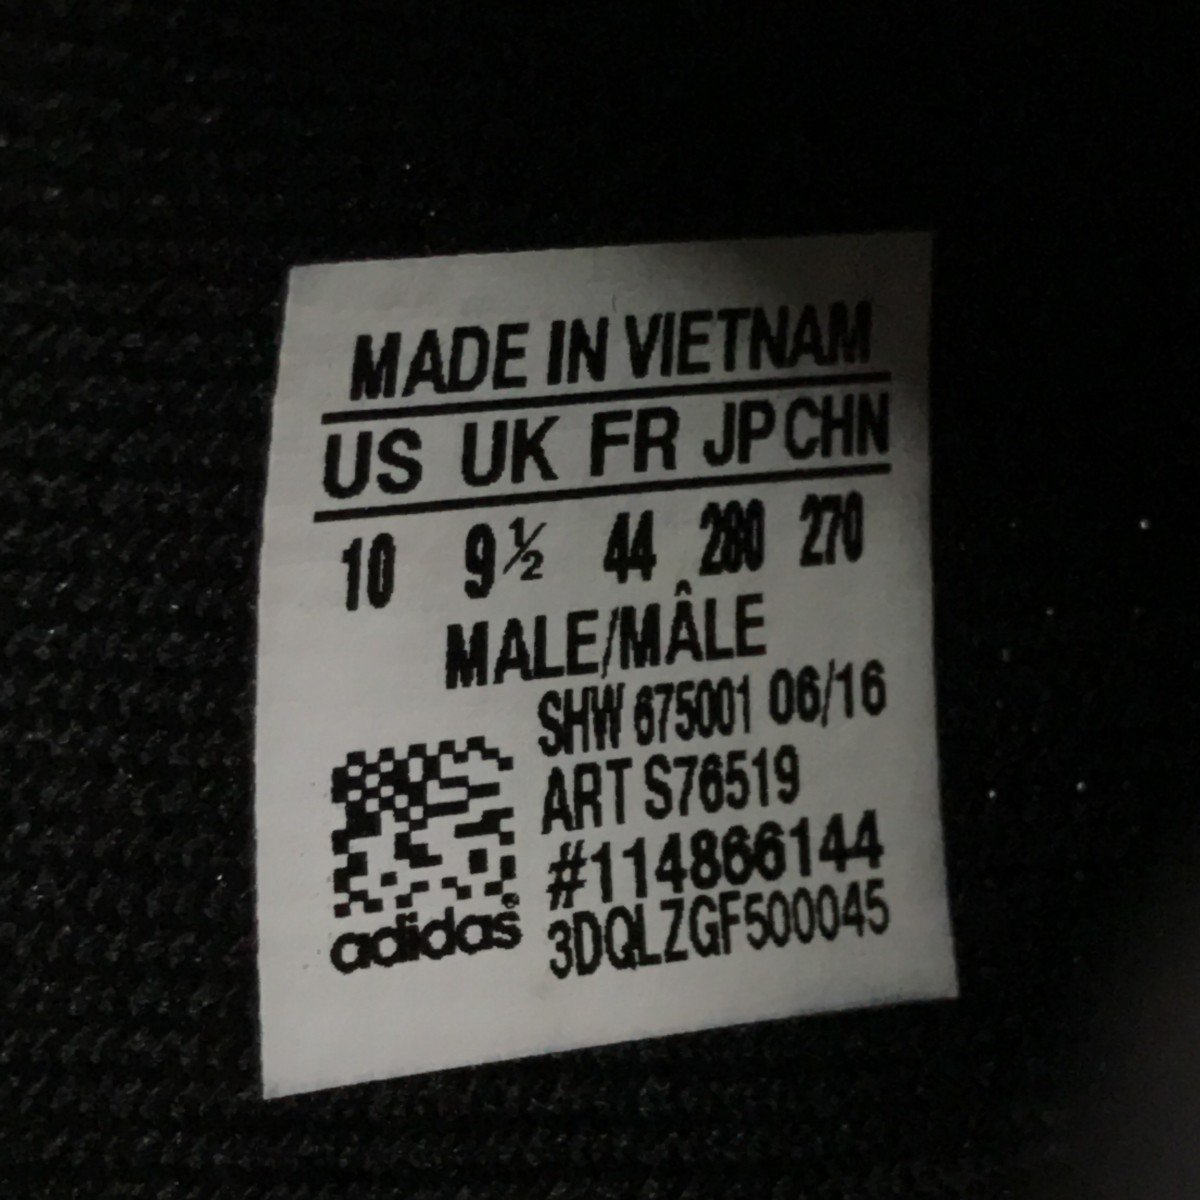 MADE IN VIETNAM
US UK FR JP CHN
10 9½ 44 280 270
MALE/MÂLE
SHW 675001 06/16
ART S76519
#114866144
3DQLZGF500045
adidas®